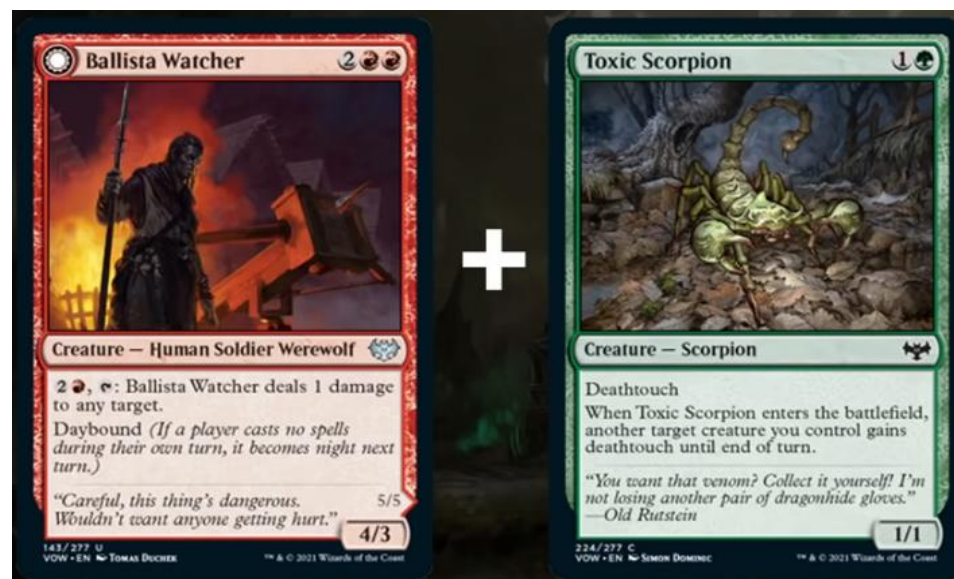 Ballista Watcher 2
Creature — Human Soldier Werewolf
2 , : Ballista Watcher deals 1 damage
to any target.
Daybound (If a player casts no spells
during their own turn, it becomes night next
turn.)
"Careful, this thing's dangerous. 5/5
Wouldn't want anyone getting hurt."
4/3
143/277 U
VOW • EN Tomas Duchek ™ & © 2021 Wizards of the Coast
+
Toxic Scorpion 1
Creature — Scorpion
Deathtouch
When Toxic Scorpion enters the battlefield,
another target creature you control gains
deathtouch until end of turn.
"You want that venom? Collect it yourself! I'm
not losing another pair of dragonhide gloves."
—Old Rutstein
1/1
224/277 C
VOW • EN Simon Dominic ™ & © 2021 Wizards of the Coast